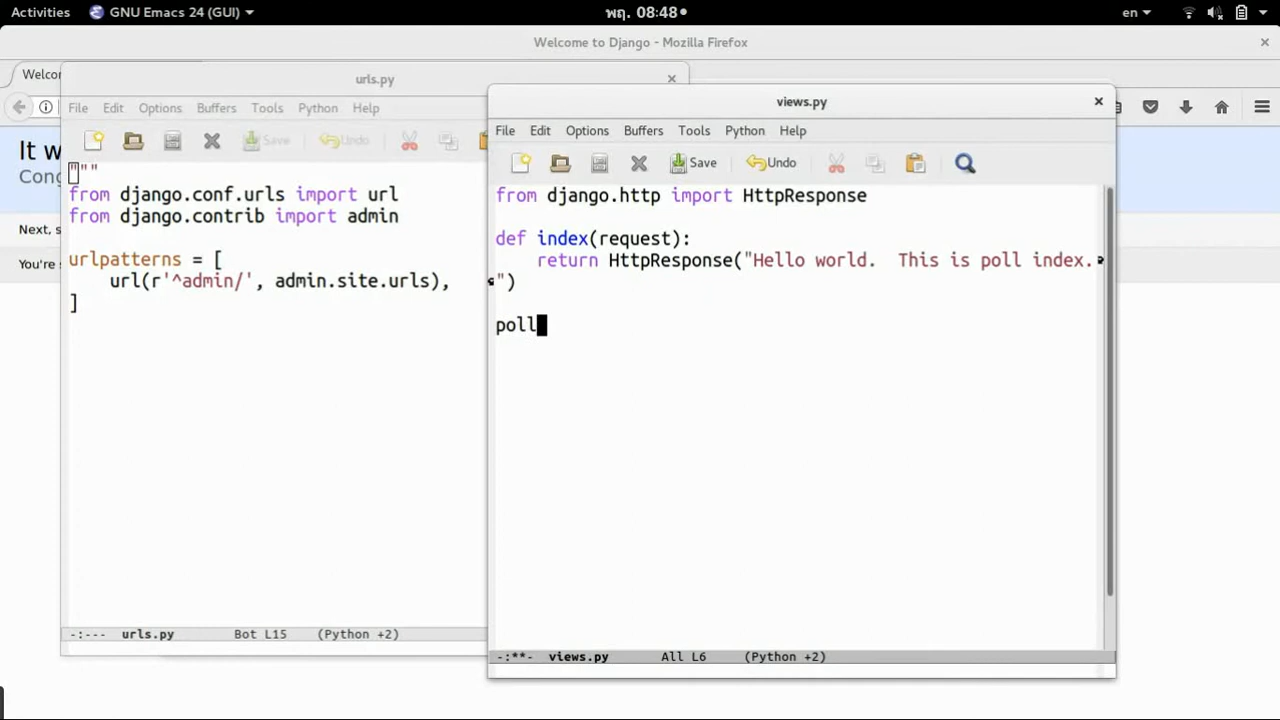 Activities GNU Emacs 24 (GUI) พฤ. 08:48 en
Welcome to Django - Mozilla Firefox
Welcom
It w
Cong
Next, s
You're s
urls.py
File Edit Options Buffers Tools Python Help
Save Undo
"""
from django.conf.urls import url
from django.contrib import admin
urlpatterns = [
url(r'^admin/', admin.site.urls),
]
-:--- urls.py Bot L15 (Python +2)
views.py
File Edit Options Buffers Tools Python Help
Save Undo
from django.http import HttpResponse
def index(request):
return HttpResponse("Hello world.  This is poll index.
")
poll
-:**- views.py All L6 (Python +2)